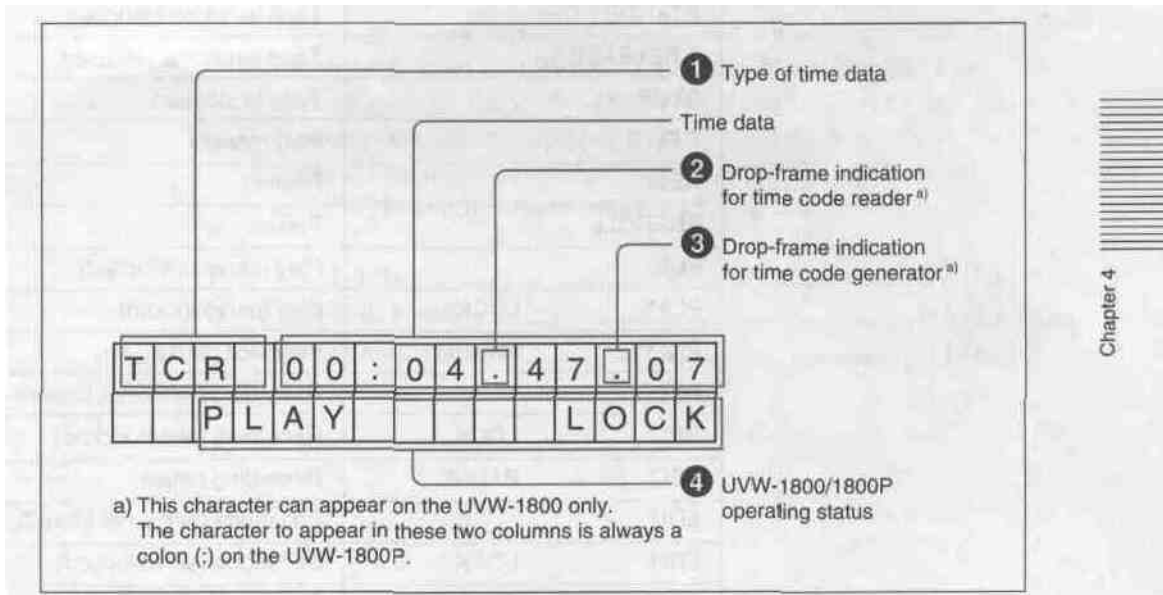 1 Type of time data
Time data
2 Drop-frame indication
for time code reader a)
3 Drop-frame indication
for time code generator a)
Chapter 4
TCR 00:04.47.07
PLAY LOCK
4 UVW-1800/1800P
operating status
a) This character can appear on the UVW-1800 only.
The character to appear in these two columns is always a
colon (:) on the UVW-1800P.